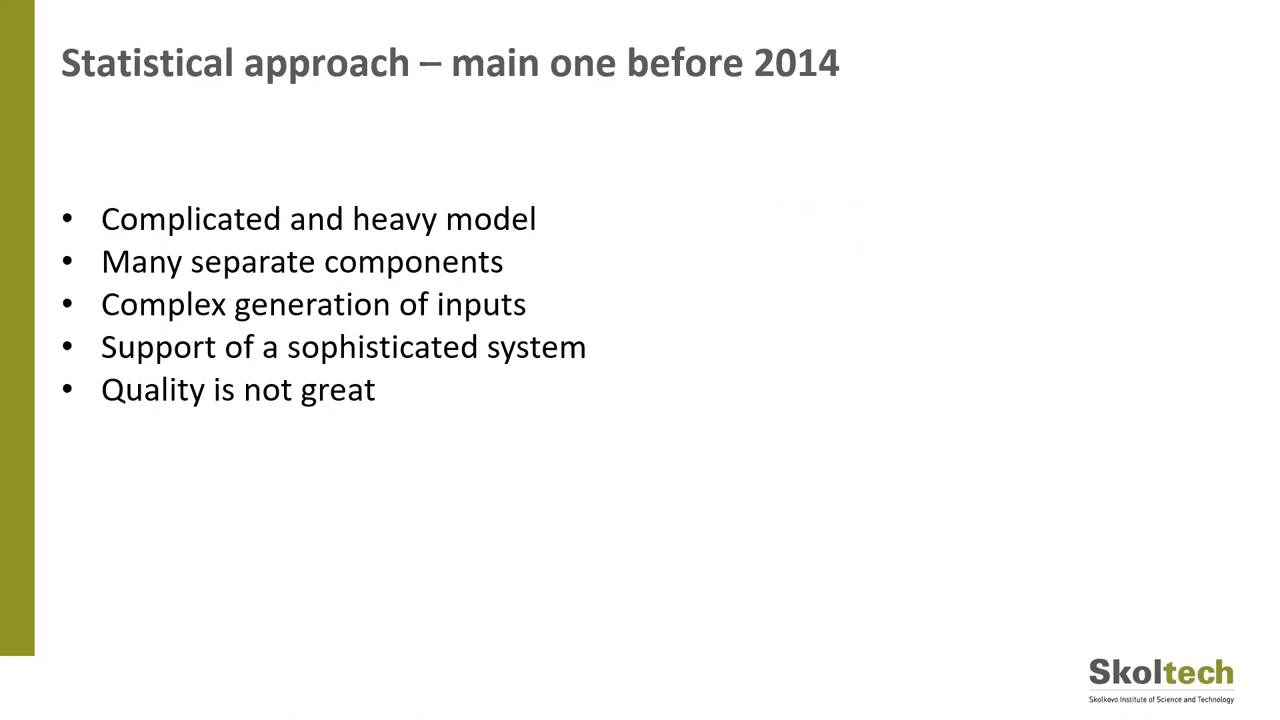 Statistical approach – main one before 2014
• Complicated and heavy model
• Many separate components
• Complex generation of inputs
• Support of a sophisticated system
• Quality is not great
Skoltech
Skolkovo Institute of Science and Technology